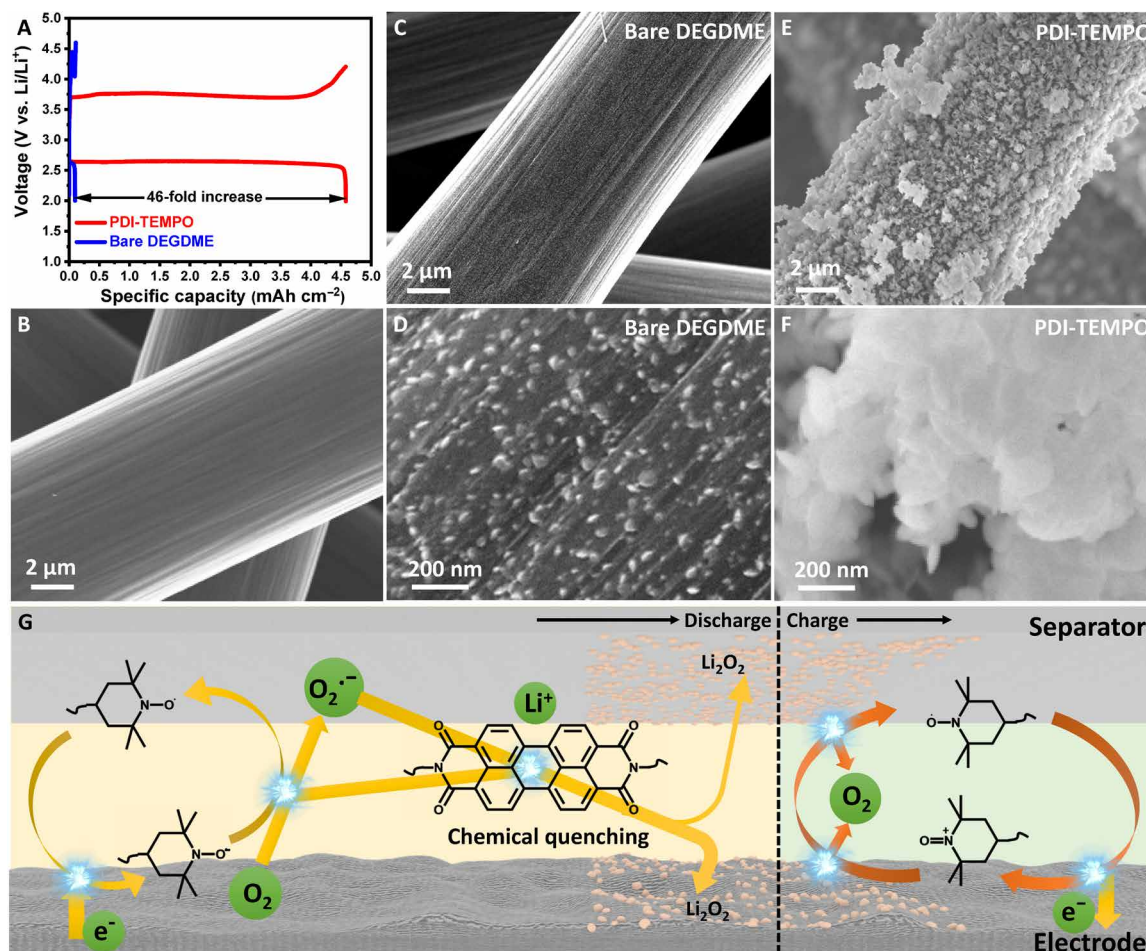 A
5.0
4.5
4.0
3.5
3.0
2.5
2.0
1.5
1.0
Voltage (V vs. Li/Li⁺)
46-fold increase
PDI-TEMPO
Bare DEGDME
0.0 0.5 1.0 1.5 2.0 2.5 3.0 3.5 4.0 4.5 5.0
Specific capacity (mAh cm⁻²)
B
2 µm
C
Bare DEGDME
2 µm
D
Bare DEGDME
200 nm
E
PDI-TEMPO
2 µm
F
PDI-TEMPO
200 nm
G
Discharge
Charge
Separator
Li₂O₂
O₂•⁻
Li⁺
N–O•
O
O
N
N
O
O
Chemical quenching
N–O⁻
O₂
e⁻
Li₂O₂
O₂
Ȯ–N
O=N⁺
e⁻
Electrode